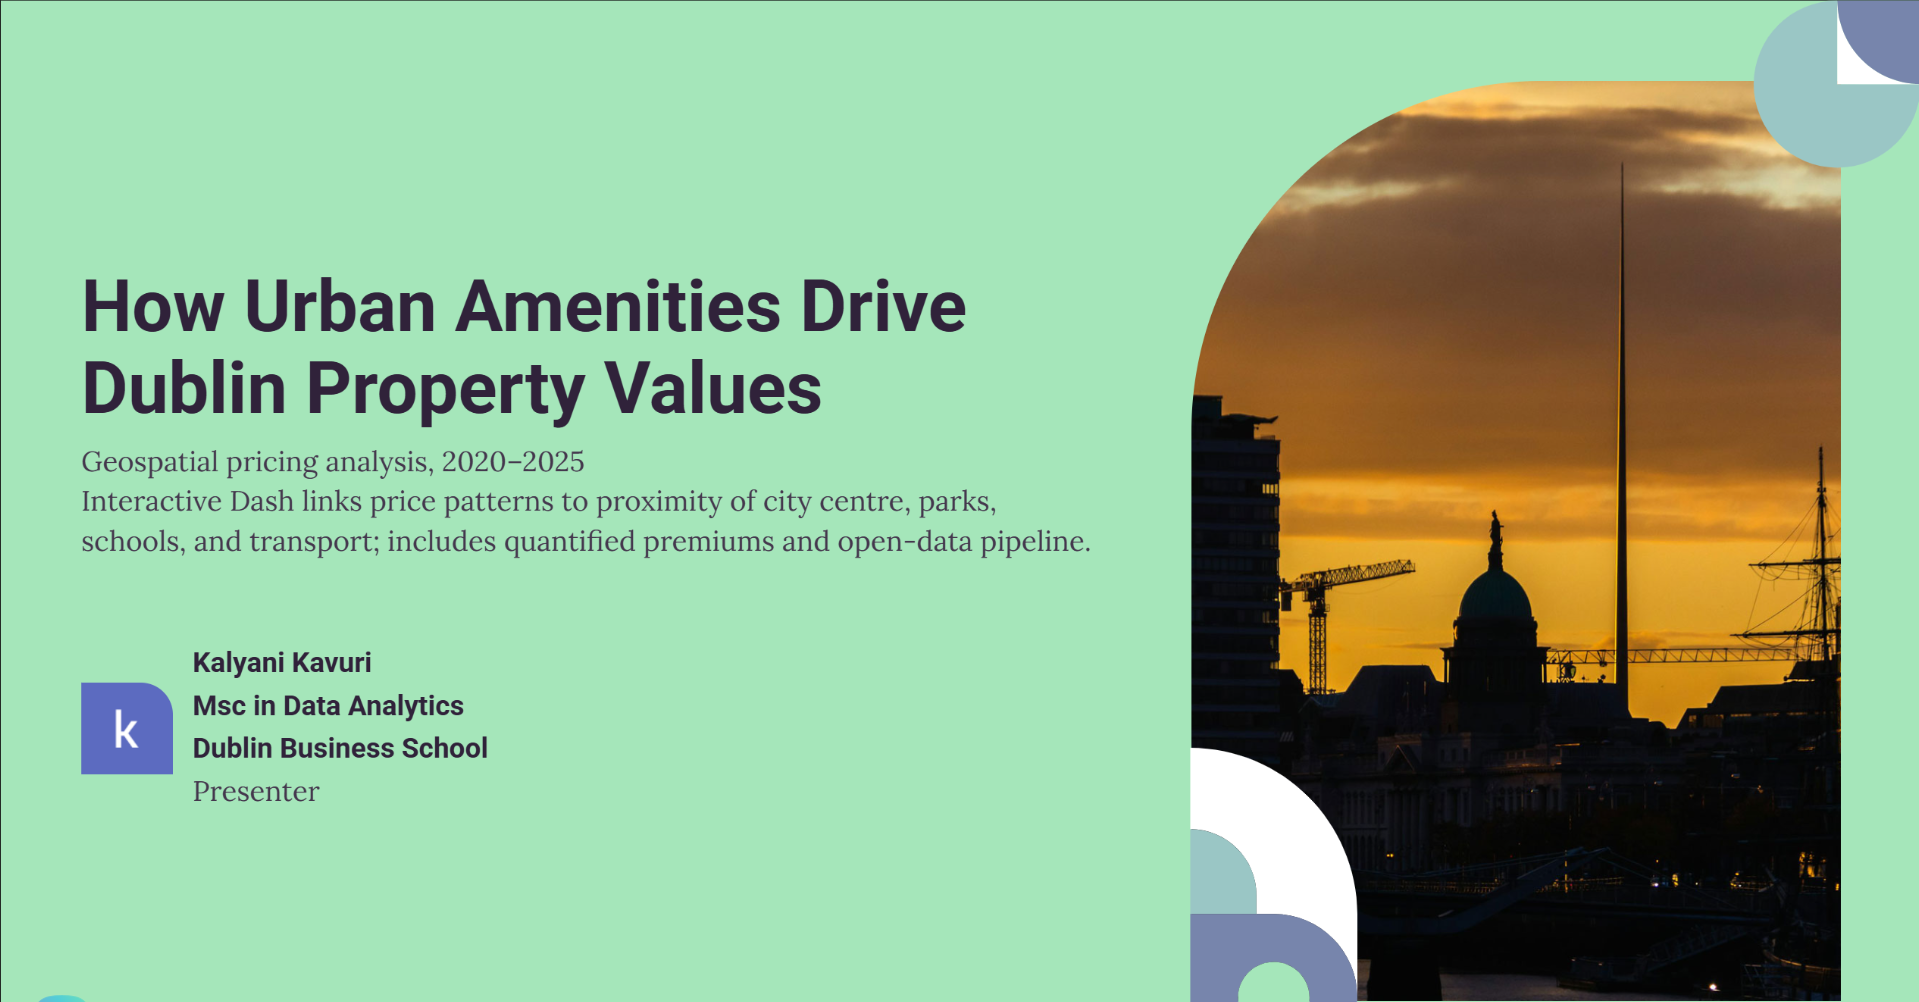 How Urban Amenities Drive
Dublin Property Values
Geospatial pricing analysis, 2020–2025
Interactive Dash links price patterns to proximity of city centre, parks,
schools, and transport; includes quantified premiums and open-data pipeline.
k
Kalyani Kavuri
Msc in Data Analytics
Dublin Business School
Presenter